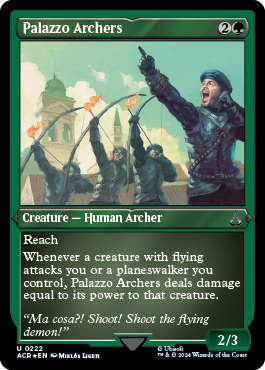 Palazzo Archers 2
Creature — Human Archer
Reach
Whenever a creature with flying
attacks you or a planeswalker you
control, Palazzo Archers deals damage
equal to its power to that creature.
“Ma cosa?! Shoot! Shoot the flying
demon!”
2/3
U 0222
ACR★EN Miklós Ligeti
© Ubisoft
™ & © 2024 Wizards of the Coast